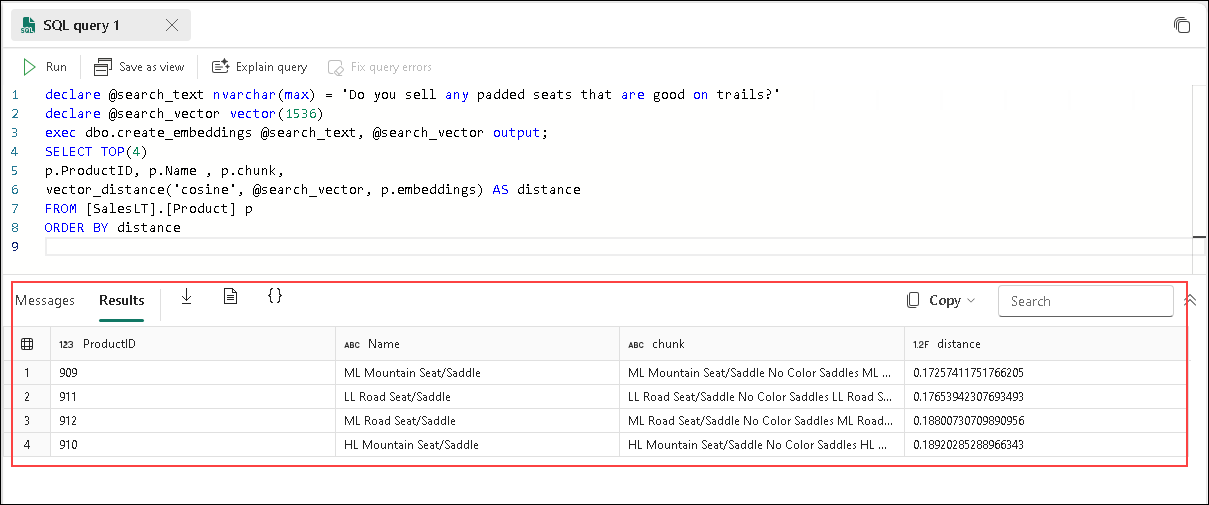 SQL query 1
Run Save as view Explain query Fix query errors
1 declare @search_text nvarchar(max) = 'Do you sell any padded seats that are good on trails?'
2 declare @search_vector vector(1536)
3 exec dbo.create_embeddings @search_text, @search_vector output;
4 SELECT TOP(4)
5 p.ProductID, p.Name , p.chunk,
6 vector_distance('cosine', @search_vector, p.embeddings) AS distance
7 FROM [SalesLT].[Product] p
8 ORDER BY distance
9
Messages Results {} Copy Search
123 ProductID ABC Name ABC chunk 1.2F distance
1 909 ML Mountain Seat/Saddle ML Mountain Seat/Saddle No Color Saddles ML ... 0.17257411751766205
2 911 LL Road Seat/Saddle LL Road Seat/Saddle No Color Saddles LL Road S... 0.17653942307693493
3 912 ML Road Seat/Saddle ML Road Seat/Saddle No Color Saddles ML Road... 0.18800730709890956
4 910 HL Mountain Seat/Saddle HL Mountain Seat/Saddle No Color Saddles HL ... 0.18920285288966343